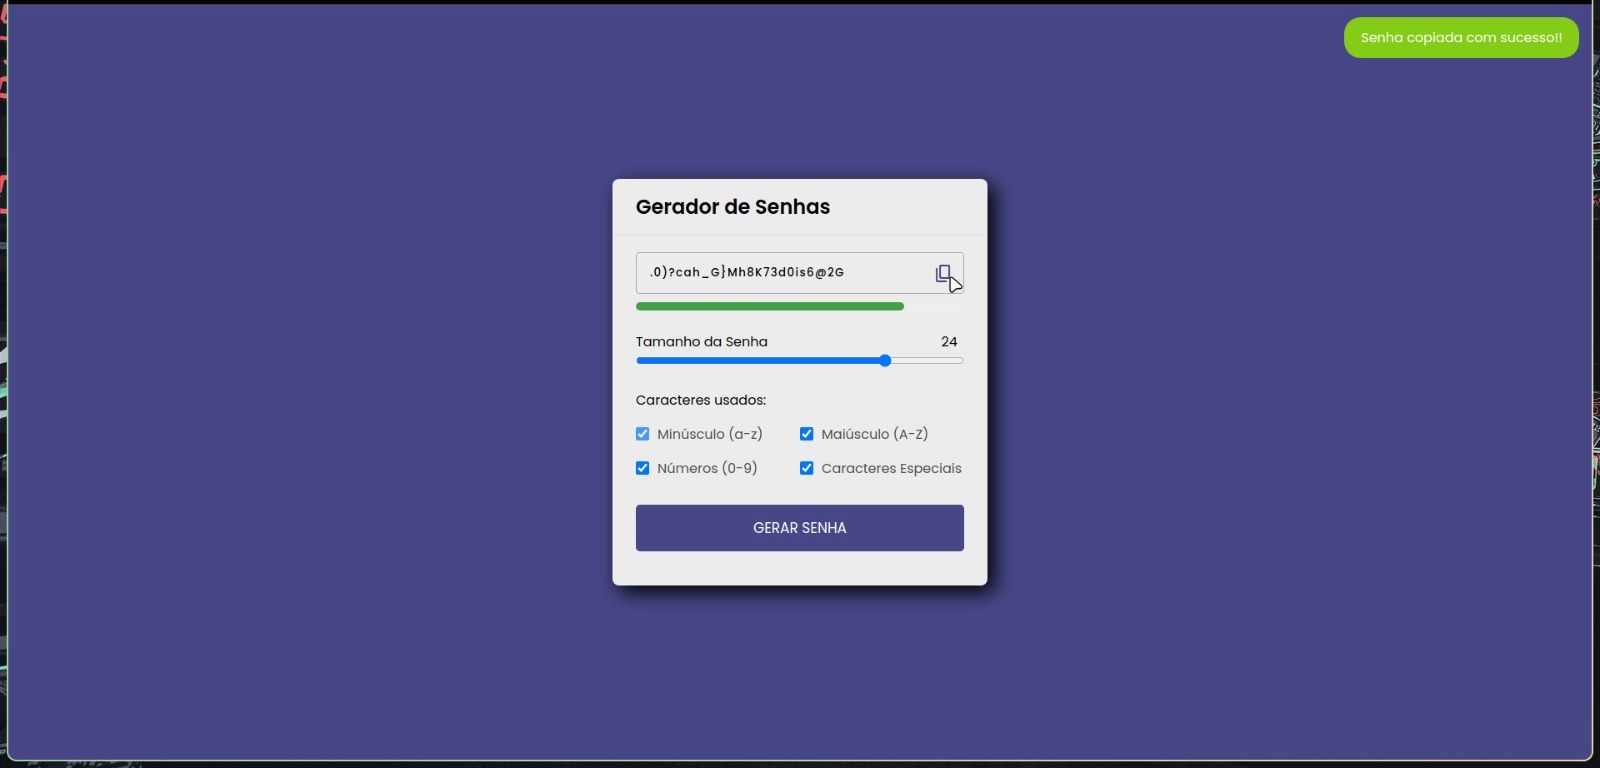 Senha copiada com sucesso!!
Gerador de Senhas
.0)?cah_G}Mh8K73d0is6@2G
Tamanho da Senha 24
Caracteres usados:
Minúsculo (a-z) Maiúsculo (A-Z)
Números (0-9) Caracteres Especiais
GERAR SENHA